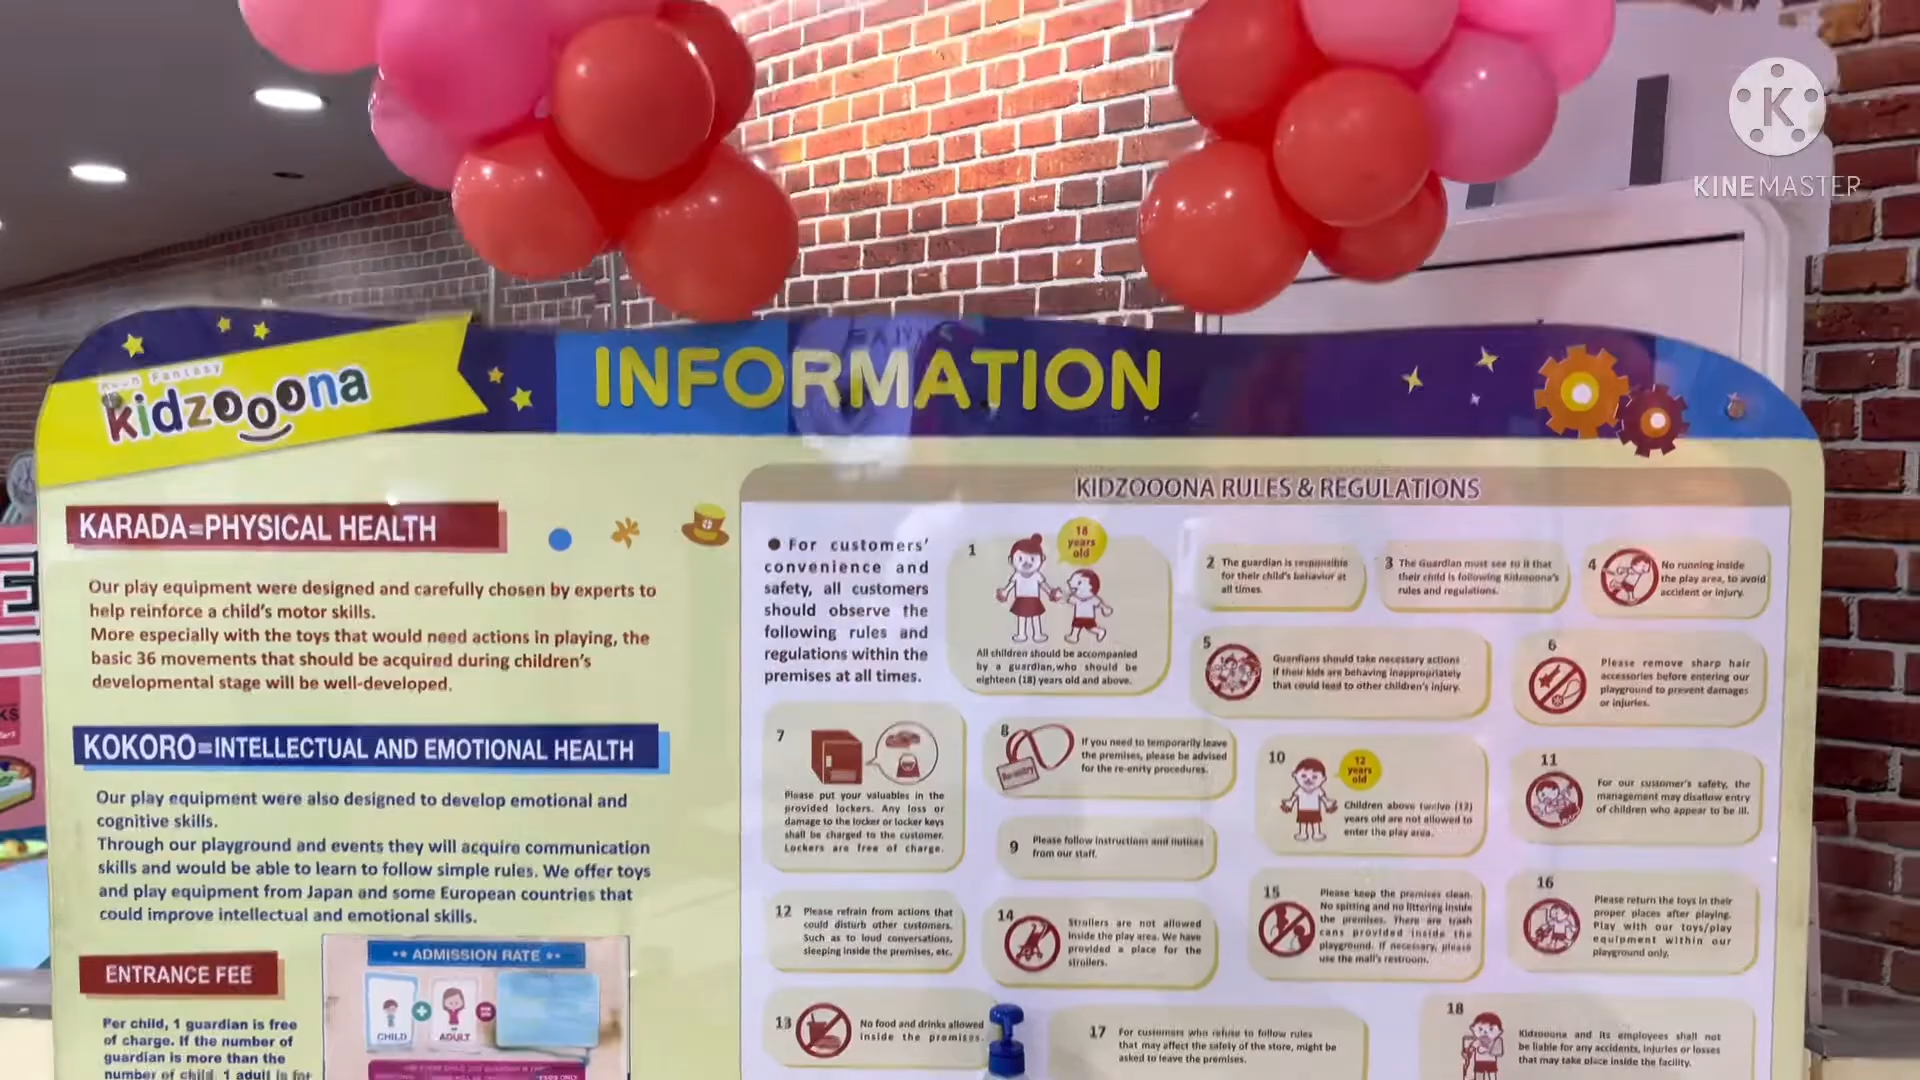 KINEMASTER
Fantasy
kidzooona
INFORMATION
KARADA=PHYSICAL HEALTH
Our play equipment were designed and carefully chosen by experts to
help reinforce a child's motor skills.
More especially with the toys that would need actions in playing, the
basic 36 movements that should be acquired during children's
developmental stage will be well-developed.
KOKORO=INTELLECTUAL AND EMOTIONAL HEALTH
Our play equipment were also designed to develop emotional and
cognitive skills.
Through our playground and events they will acquire communication
skills and would be able to learn to follow simple rules. We offer toys
and play equipment from Japan and some European countries that
could improve intellectual and emotional skills.
ENTRANCE FEE
Per child, 1 guardian is free
of charge. If the number of
guardian is more than the
number of child, 1 adult is for
ADMISSION RATE
CHILD
ADULT
KIDZOOONA RULES & REGULATIONS
For customers'
convenience and
safety, all customers
should observe the
following rules and
regulations within the
premises at all times.
1
18
years
old
All children should be accompanied
by a guardian,who should be
eighteen (18) years old and above.
2 The guardian is responsible
for their child's behavior at
all times.
3 The Guardian must see to it that
their child is following Kidzooona's
rules and regulations.
4 No running inside
the play area, to avoid
accident or injury.
5 Guardians should take necessary actions
if their kids are behaving inappropriately
that could lead to other children's injury.
6 Please remove sharp hair
accessories before entering our
playground to prevent damages
or injuries.
7
Please put your valuables in the
provided lockers. Any loss or
damage to the locker or locker keys
shall be charged to the customer.
Lockers are free of charge.
8 If you need to temporarily leave
the premises, please be advised
for the re-enrty procedures.
Re-entry
9 Please follow instructions and notices
from our staff.
10
12
years
old
Children above twelve (12)
years old are not allowed to
enter the play area.
11
For our customer's safety, the
management may disallow entry
of children who appear to be ill.
12 Please refrain from actions that
could disturb other customers.
Such as to loud conversations,
sleeping inside the premises, etc.
13 No food and drinks allowed
inside the premises.
14 Strollers are not allowed
inside the play area. We have
provided a place for the
strollers.
15 Please keep the premises clean.
No spitting and no littering inside
the premises. There are trash
cans provided inside the
playground. If necessary, please
use the mall's restroom.
16 Please return the toys in their
proper places after playing.
Play with our toys/play
equipment within our
playground only.
17 For customers who refuse to follow rules
that may affect the safety of the store, might be
asked to leave the premises.
18
Kidzooona and its employees shall not
be liable for any accidents, injuries or losses
that may take place inside the facility.